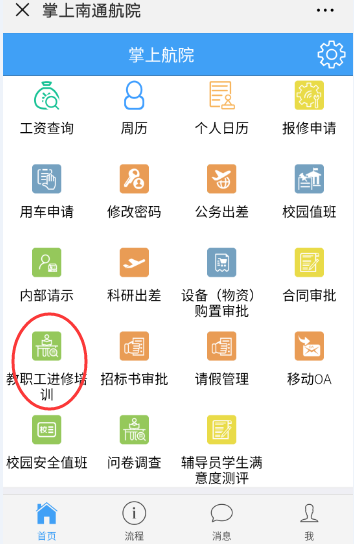 掌上南通航院
掌上航院
工资查询 周历 个人日历 报修申请
用车申请 修改密码 公务出差 校园值班
内部请示 科研出差 设备（物资）购置审批 合同审批
教职工进修培训 招标书审批 请假管理 移动OA
校园安全值班 问卷调查 辅导员学生满意度测评
首页 流程 消息 我